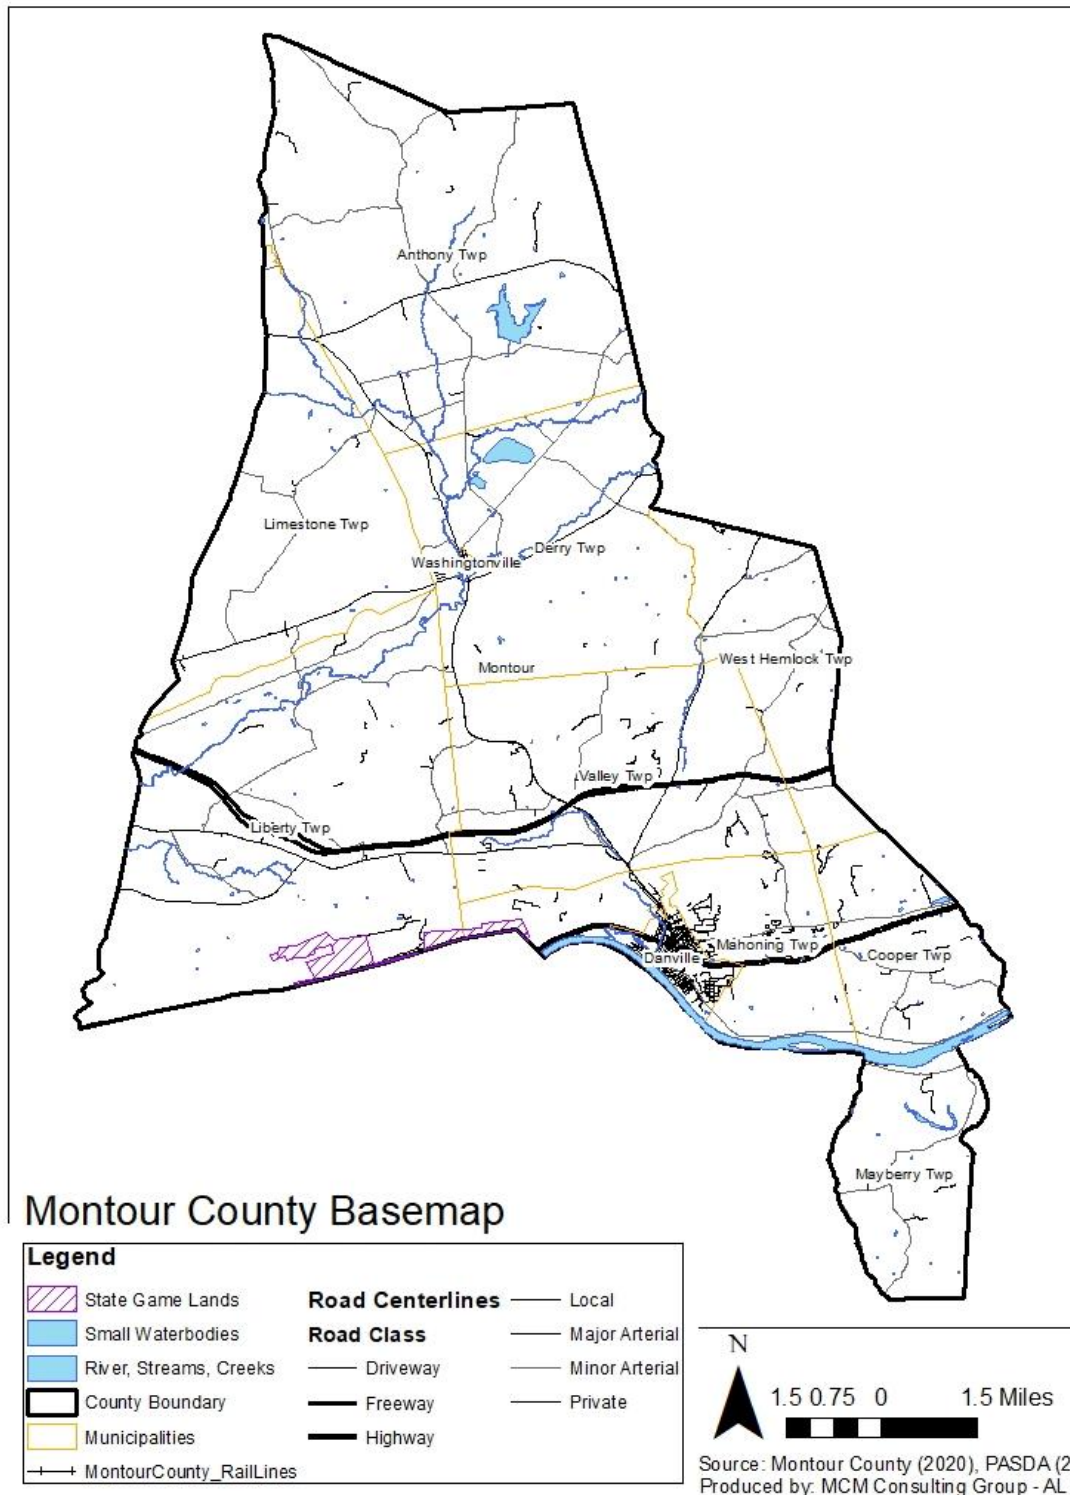 Anthony Twp
Limestone Twp
Derry Twp
Washingtonville
West Hemlock Twp
Montour
Valley Twp
Liberty Twp
Mahoning Twp
Danville
Cooper Twp
Mayberry Twp
Montour County Basemap
Legend
State Game Lands
Small Waterbodies
River, Streams, Creeks
County Boundary
Municipalities
MontourCounty_RailLines
Road Centerlines
Road Class
Driveway
Freeway
Highway
Local
Major Arterial
Minor Arterial
Private
N
1.5 0.75 0 1.5 Miles
Source: Montour County (2020), PASDA (2
Produced by: MCM Consulting Group - AL